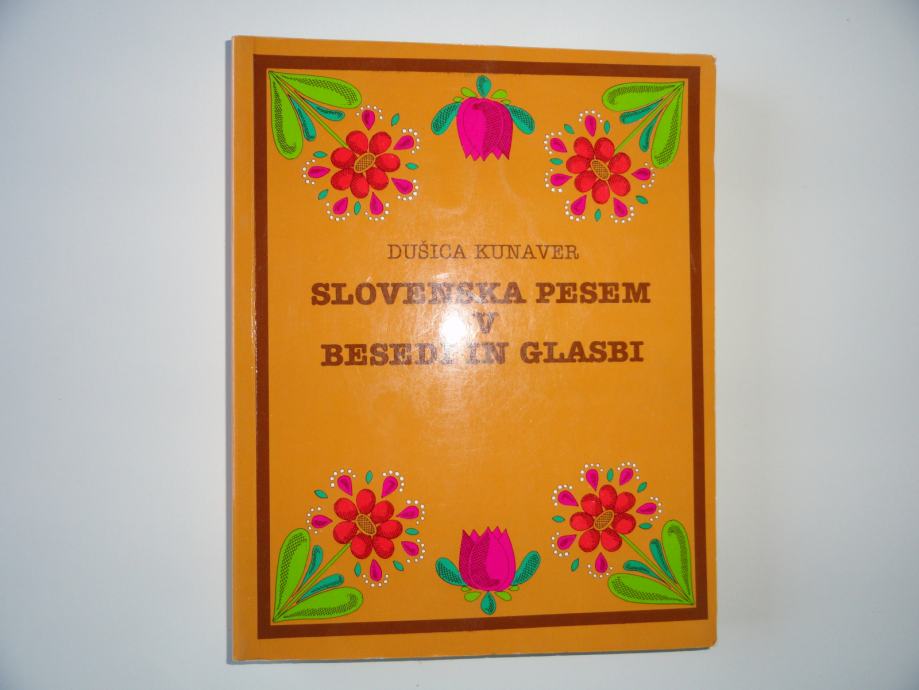 DUŠICA KUNAVER
SLOVENSKA PESEM
V
BESEDI IN GLASBI